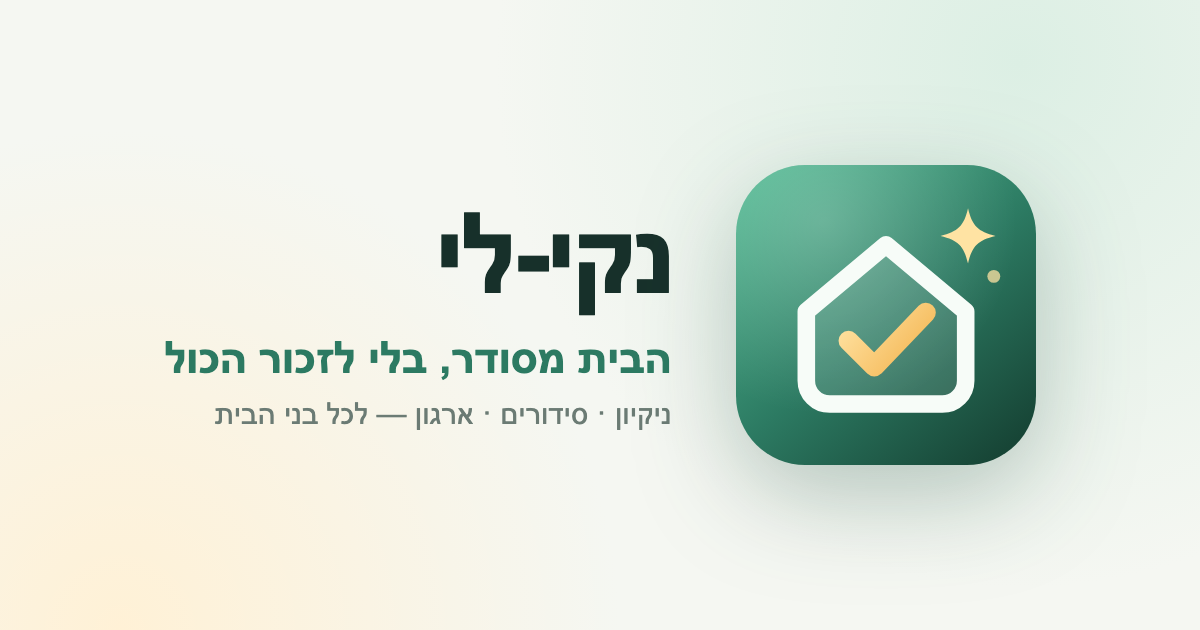 נקי-לי
הבית מסודר, בלי לזכור הכול
ניקיון · סידורים · ארגון — לכל בני הבית